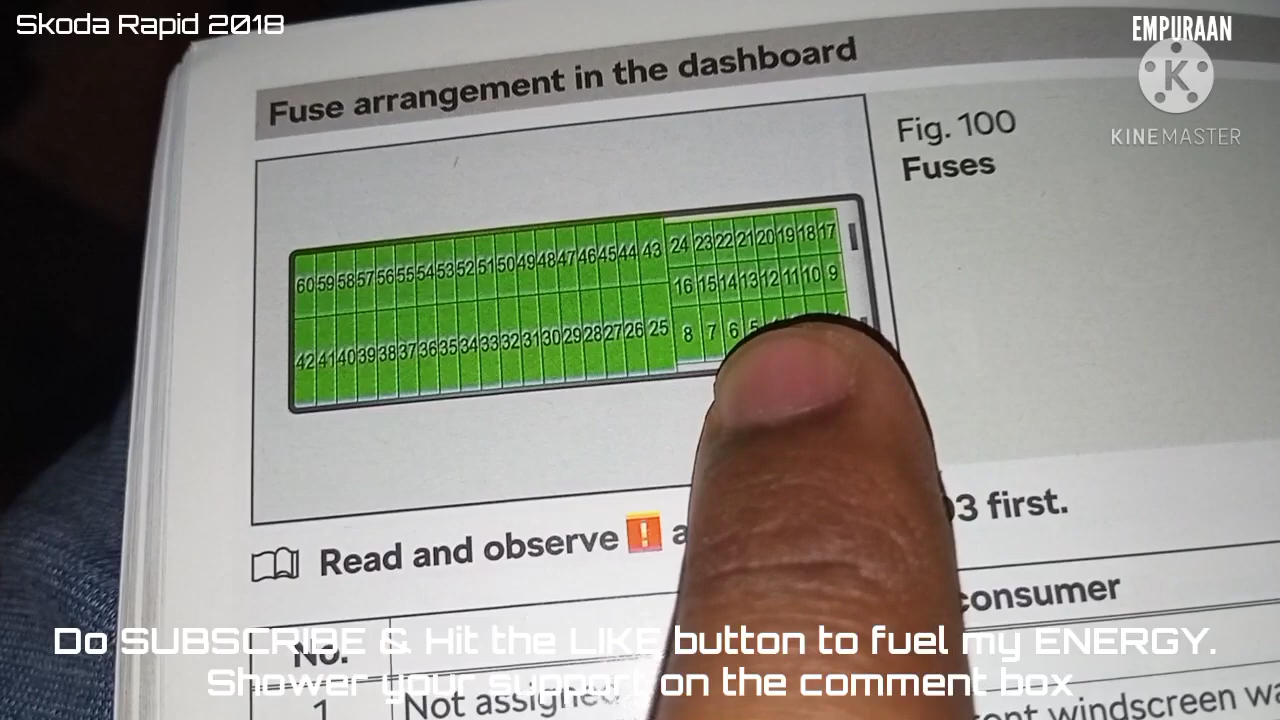 Skoda Rapid 2018
EMPURAAN
K
KINEMASTER
Fuse arrangement in the dashboard
Fig. 100
Fuses
60 59 58 57 56 55 54 53 52 51 50 49 48 47 46 45 44 43 24 23 22 21 20 19 18 17
16 15 14 13 12 11 10 9
42 41 40 39 38 37 36 35 34 33 32 31 30 29 28 27 26 25 8 7 6 5
Read and observe ! 3 first.
No. consumer
Do SUBSCRIBE & Hit the LIKE button to fuel my ENERGY.
Shower your support on the comment box
1 Not assigned windscreen